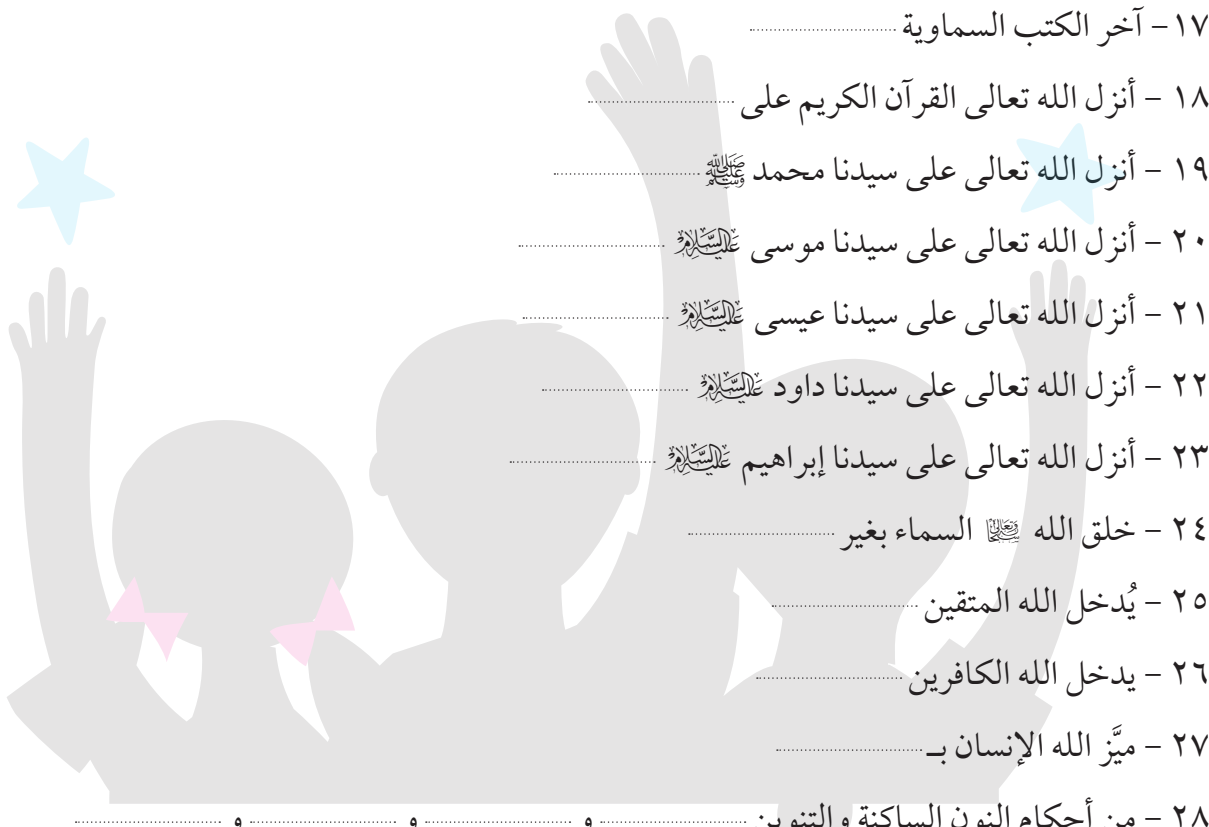 ١٧ – آخر الكتب السماوية ........................
١٨ – أنزل الله تعالى القرآن الكريم على ........................
١٩ – أنزل الله تعالى على سيدنا محمد ﷺ ........................
٢٠ – أنزل الله تعالى على سيدنا موسى عليه السلام ........................
٢١ – أنزل الله تعالى على سيدنا عيسى عليه السلام ........................
٢٢ – أنزل الله تعالى على سيدنا داود عليه السلام ........................
٢٣ – أنزل الله تعالى على سيدنا إبراهيم عليه السلام ........................
٢٤ – خلق الله سبحانه وتعالى السماء بغير ........................
٢٥ – يُدخل الله المتقين ........................
٢٦ – يدخل الله الكافرين ........................
٢٧ – ميَّز الله الإنسان بـ ........................
٢٨ – من أحكام النون الساكنة والتنوين ........................ و ........................ و ........................ و ........................